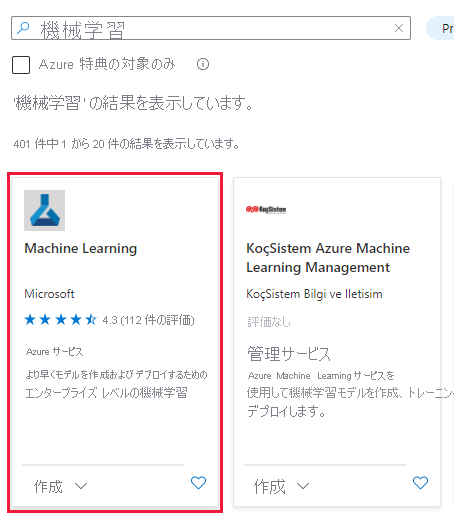 機械学習
Pr
Azure 特典の対象のみ
'機械学習' の結果を表示しています。
401 件中 1 から 20 件の結果を表示しています。
Machine Learning
Microsoft
4.3 (112 件の評価)
Azure サービス
より早くモデルを作成および デプロイするための
エンタープライズ レベルの機械学習
作成
KoçSistem
KoçSistem Azure Machine
Learning Management
KoçSistem Bilgi ve Iletisim
評価なし
管理サービス
Azure Machine Learning サービスを
使用して機械学習モデルを作成、トレーニン
デプロイします。
作成